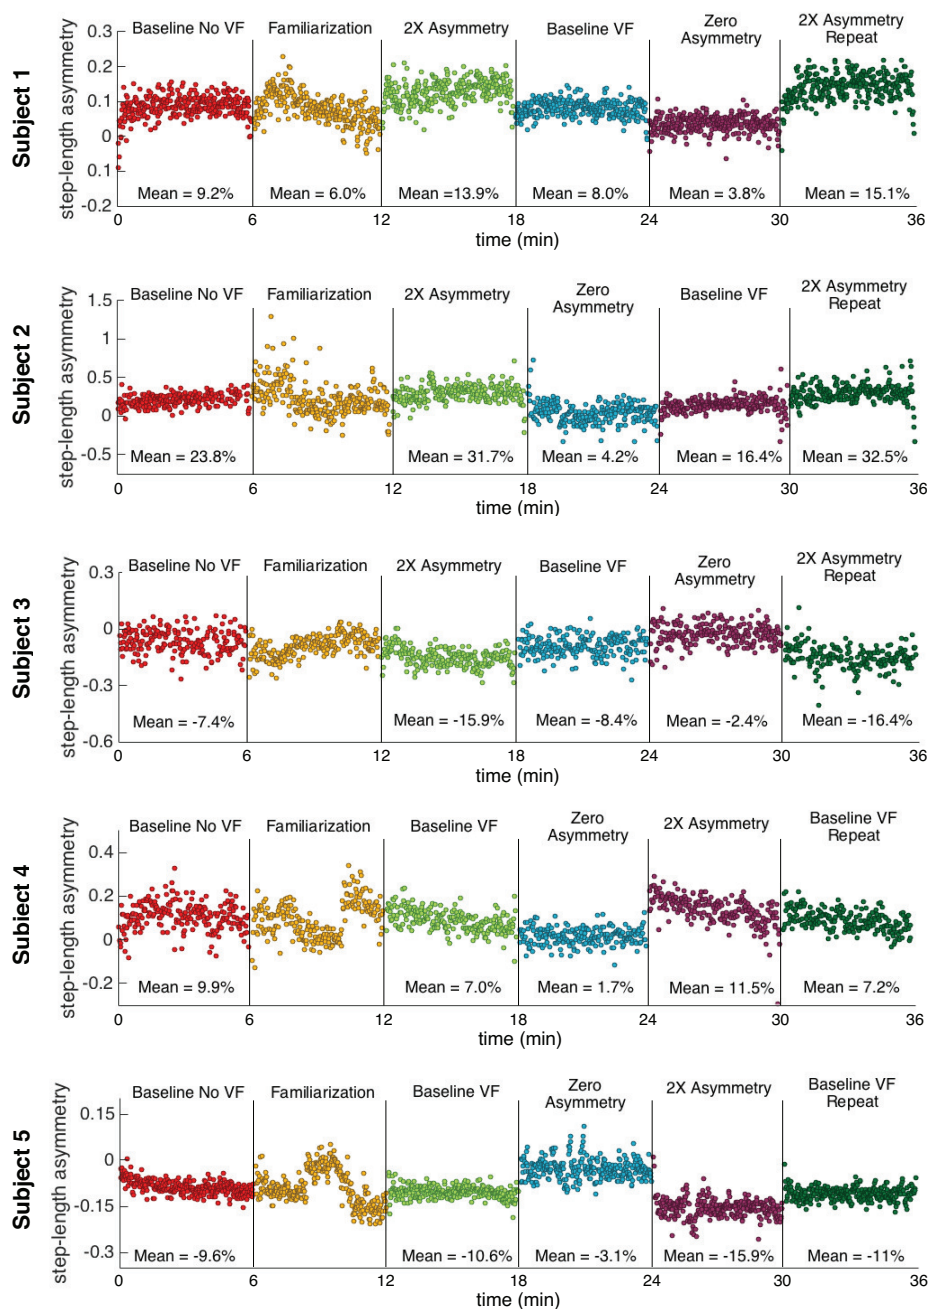 Subject 1
step-length asymmetry
Baseline No VF
Familiarization
2X Asymmetry
Baseline VF
Zero
Asymmetry
2X Asymmetry
Repeat
0.3
0.2
0.1
0
0.1
-0.2
Mean = 9.2%
Mean = 6.0%
Mean =13.9%
Mean = 8.0%
Mean = 3.8%
Mean = 15.1%
0 6 12 18 24 30 36
time (min)
Subject 2
step-length asymmetry
Baseline No VF
Familiarization
2X Asymmetry
Zero
Asymmetry
Baseline VF
2X Asymmetry
Repeat
1.5
1
0.5
0
-0.5
Mean = 23.8%
Mean = 31.7%
Mean = 4.2%
Mean = 16.4%
Mean = 32.5%
0 6 12 18 24 30 36
time (min)
Subject 3
step-length asymmetry
Baseline No VF
Familiarization
2X Asymmetry
Baseline VF
Zero
Asymmetry
2X Asymmetry
Repeat
0.3
0
-0.3
-0.6
Mean = -7.4%
Mean = -15.9%
Mean = -8.4%
Mean = -2.4%
Mean = -16.4%
0 6 12 18 24 30 36
time (min)
Subject 4
step-length asymmetry
Baseline No VF
Familiarization
Baseline VF
Zero
Asymmetry
2X Asymmetry
Baseline VF
Repeat
0.4
0.2
0
-0.2
Mean = 9.9%
Mean = 7.0%
Mean = 1.7%
Mean = 11.5%
Mean = 7.2%
0 6 12 18 24 30 36
time (min)
Subject 5
step-length asymmetry
Baseline No VF
Familiarization
Baseline VF
Zero
Asymmetry
2X Asymmetry
Baseline VF
Repeat
0.15
0
-0.15
-0.3
Mean = -9.6%
Mean = -10.6%
Mean = -3.1%
Mean = -15.9%
Mean = -11%
0 6 12 18 24 30 36
time (min)